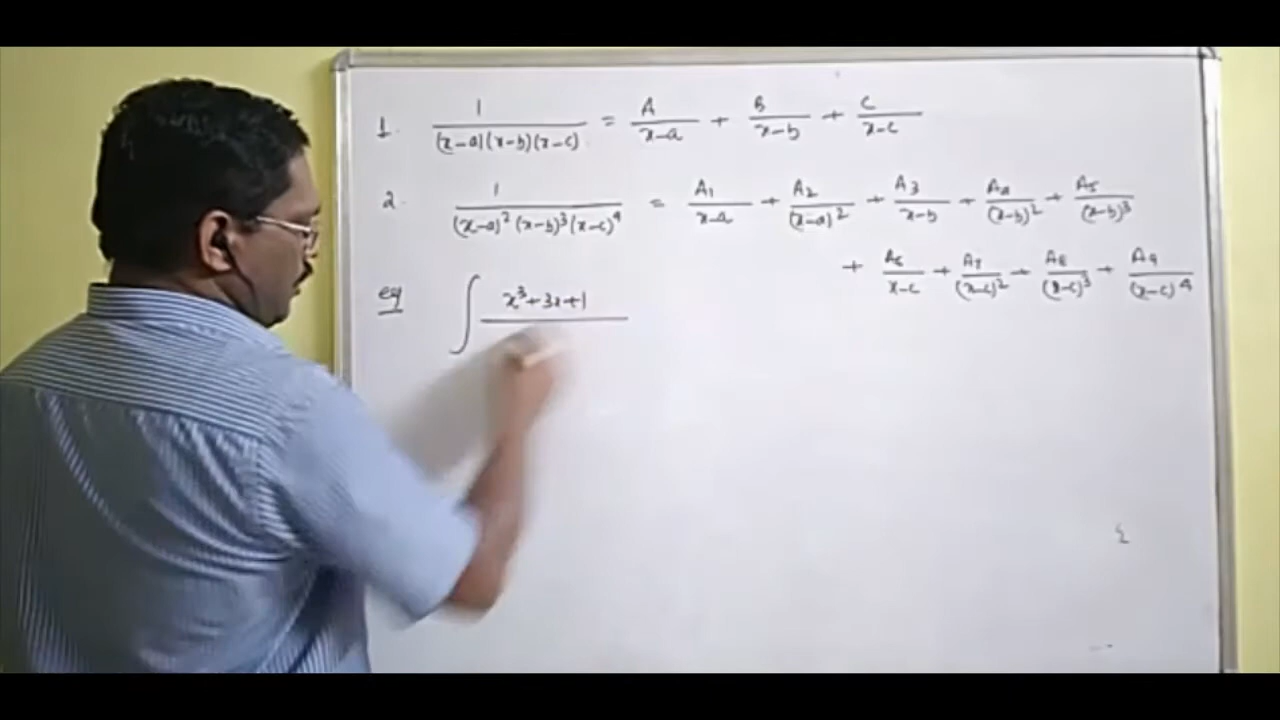 1. 1/((x-a)(x-b)(x-c)) = A/(x-a) + B/(x-b) + C/(x-c)
2. 1/((x-a)²(x-b)³(x-c)⁴) = A₁/(x-a) + A₂/(x-a)² + A₃/(x-b) + A₄/(x-b)² + A₅/(x-b)³
+ A₆/(x-c) + A₇/(x-c)² + A₈/(x-c)³ + A₉/(x-c)⁴
eg ∫ x³+3x+1